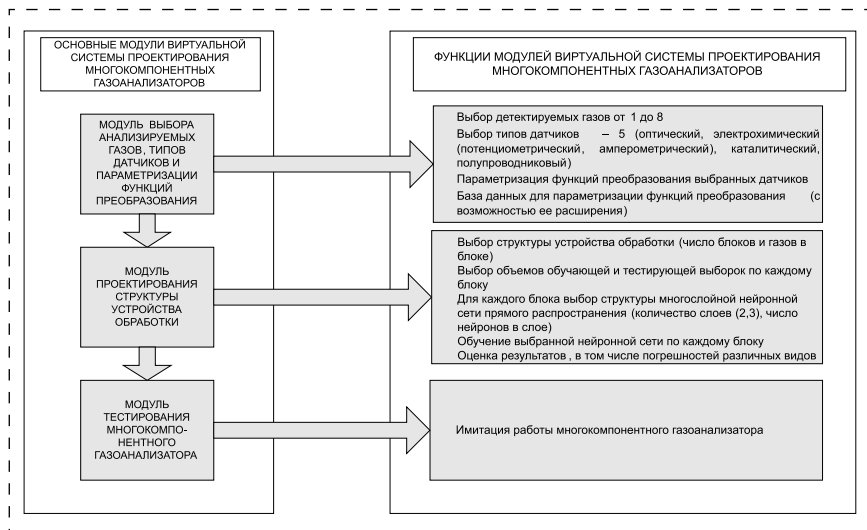 ОСНОВНЫЕ МОДУЛИ ВИРТУАЛЬНОЙ
СИСТЕМЫ ПРОЕКТИРОВАНИЯ
МНОГОКОМПОНЕНТНЫХ
ГАЗОАНАЛИЗАТОРОВ
ФУНКЦИИ МОДУЛЕЙ ВИРТУАЛЬНОЙ СИСТЕМЫ ПРОЕКТИРОВАНИЯ
МНОГОКОМПОНЕНТНЫХ ГАЗОАНАЛИЗАТОРОВ
МОДУЛЬ ВЫБОРА
АНАЛИЗИРУЕМЫХ
ГАЗОВ, ТИПОВ
ДАТЧИКОВ И
ПАРАМЕТРИЗАЦИИ
ФУНКЦИЙ
ПРЕОБРАЗОВАНИЯ
Выбор детектируемых газов от 1 до 8
Выбор типов датчиков – 5 (оптический, электрохимический
(потенциометрический, амперометрический), каталитический,
полупроводниковый)
Параметризация функций преобразования выбранных датчиков
База данных для параметризации функций преобразования (с
возможностью ее расширения)
МОДУЛЬ
ПРОЕКТИРОВАНИЯ
СТРУКТУРЫ
УСТРОЙСТВА
ОБРАБОТКИ
Выбор структуры устройства обработки (число блоков и газов в
блоке)
Выбор объемов обучающей и тестирующей выборок по каждому
блоку
Для каждого блока выбор структуры многослойной нейронной
сети прямого распространения (количество слоев (2,3), число
нейронов в слое)
Обучение выбранной нейронной сети по каждому блоку
Оценка результатов, в том числе погрешностей различных видов
МОДУЛЬ
ТЕСТИРОВАНИЯ
МНОГОКОМПО-
НЕНТНОГО
ГАЗОАНАЛИЗАТОРА
Имитация работы многокомпонентного газоанализатора